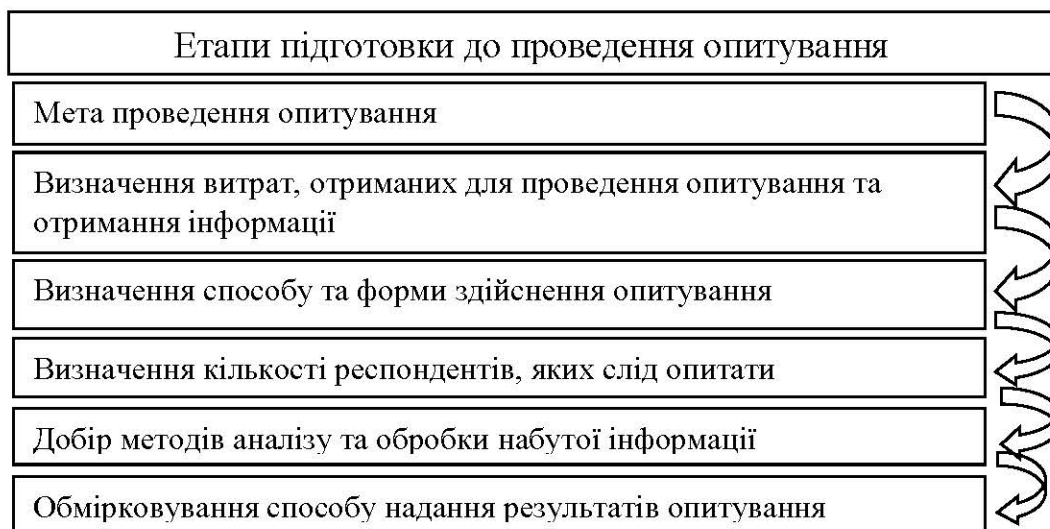 Етапи підготовки до проведення опитування
Мета проведення опитування
Визначення витрат, отриманих для проведення опитування та
отримання інформації
Визначення способу та форми здійснення опитування
Визначення кількості респондентів, яких слід опитати
Добір методів аналізу та обробки набутої інформації
Обмірковування способу надання результатів опитування